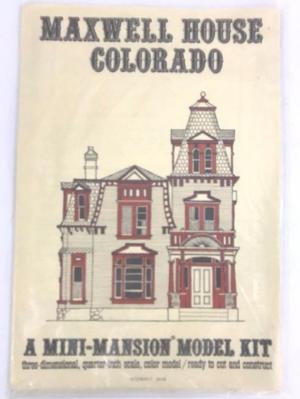 MAXWELL HOUSE
COLORADO
A MINI-MANSION® MODEL KIT
three-dimensional, quarter-inch scale, color model / ready to cut and construct